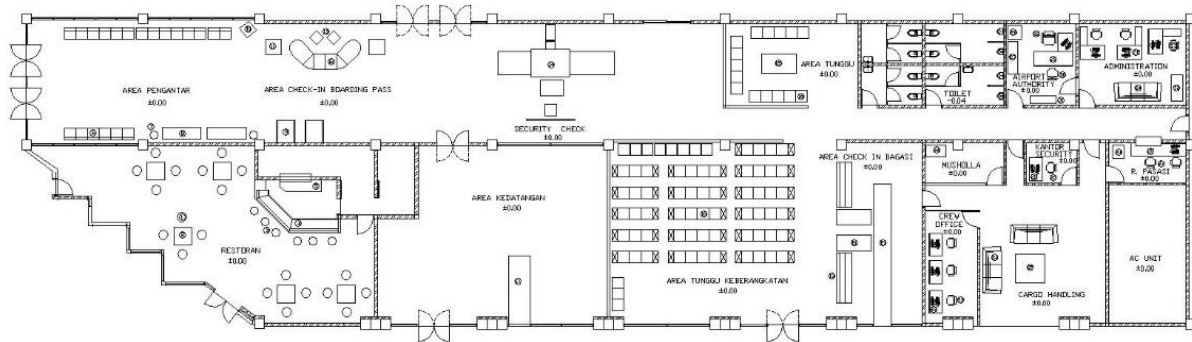 AREA PENGANTAR
±0.00
AREA CHECK-IN BOARDING PASS
±0.00
SECURITY CHECK
±0.00
AREA TUNGGU
±0.00
TOILET
-0.04
AIRPORT
AUTHORITY
±0.00
ADMINISTRATION
±0.00
RESTORAN
±0.00
AREA KEDATANGAN
±0.00
AREA TUNGGU KEBERANGKATAN
±0.00
AREA CHECK IN BAGASI
±0.00
MUSHOLLA
±0.00
KANTOR
SECURITY
±0.00
R. PASASI
±0.00
CREW
OFFICE
±0.00
CARGO HANDLING
±0.00
AC UNIT
±0.00